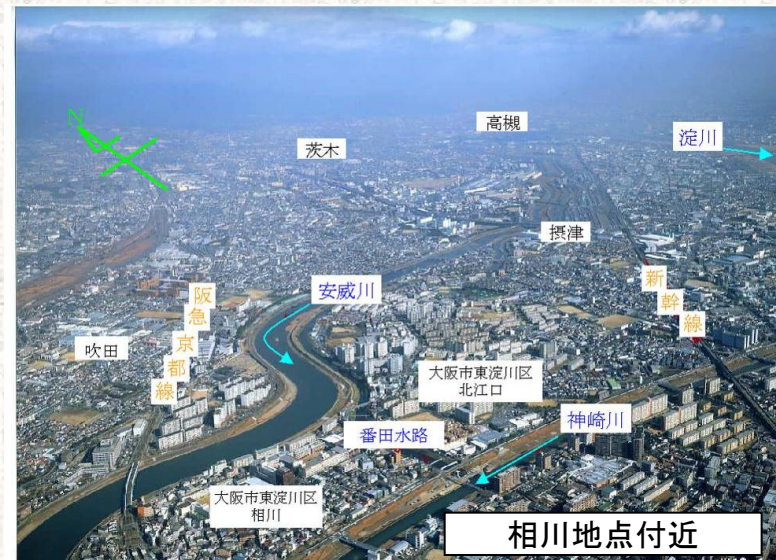 N
高槻
淀川
茨木
摂津
新幹線
安威川
阪急京都線
吹田
大阪市東淀川区
北江口
神崎川
番田水路
大阪市東淀川区
相川
相川地点付近